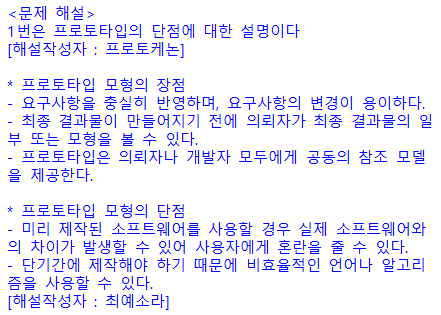 <문제 해설>
1번은 프로토타입의 단점에 대한 설명이다
[해설작성자 : 프로토케논]

* 프로토타입 모형의 장점
- 요구사항을 충실히 반영하며, 요구사항의 변경이 용이하다.
- 최종 결과물이 만들어지기 전에 의뢰자가 최종 결과물의 일
부 또는 모형을 볼 수 있다.
- 프로토타입은 의뢰자나 개발자 모두에게 공동의 참조 모델
을 제공한다.

* 프로토타입 모형의 단점
- 미리 제작된 소프트웨어를 사용할 경우 실제 소프트웨어와
의 차이가 발생할 수 있어 사용자에게 혼란을 줄 수 있다.
- 단기간에 제작해야 하기 때문에 비효율적인 언어나 알고리
즘을 사용할 수 있다.
[해설작성자 : 최예소라]